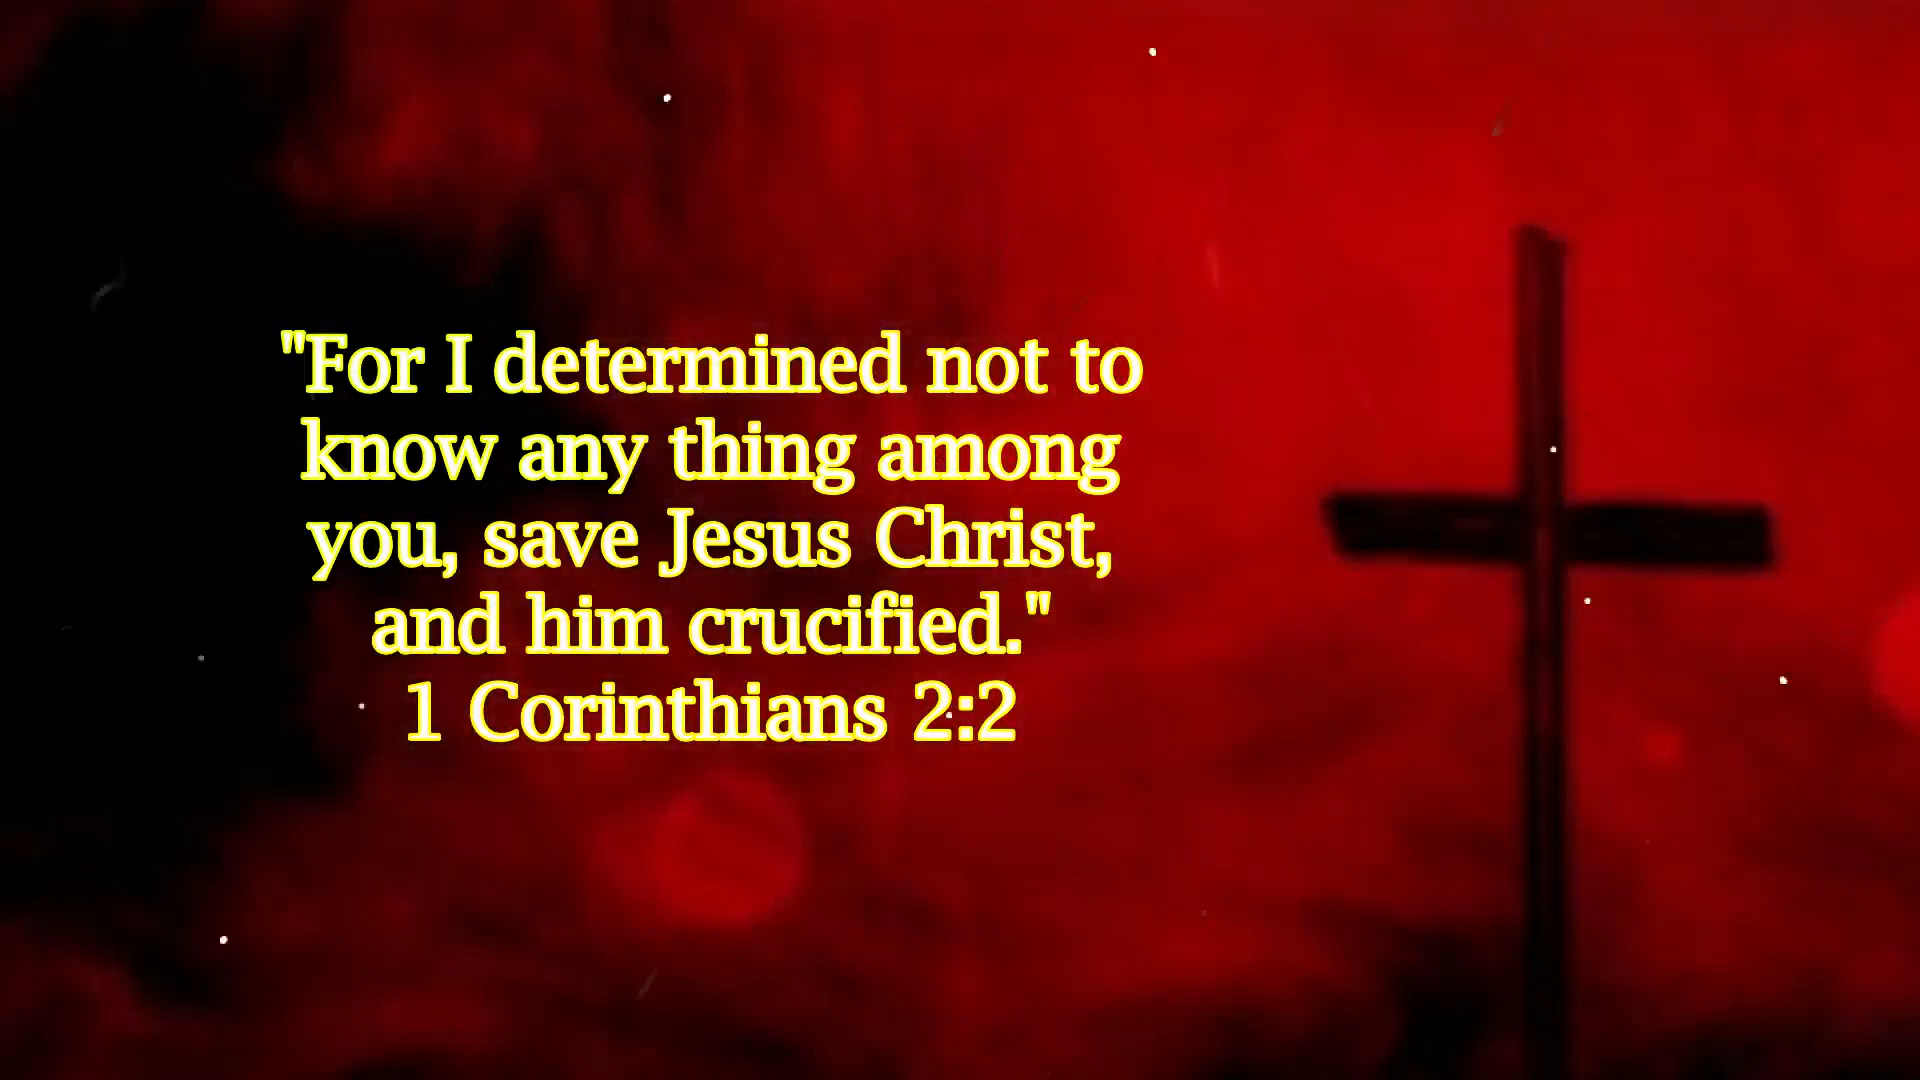 "For I determined not to
know any thing among
you, save Jesus Christ,
and him crucified."
1 Corinthians 2:2